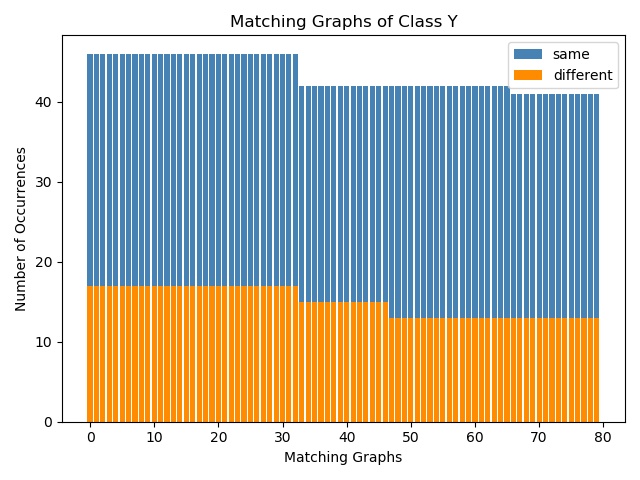 Matching Graphs of Class Y
same
different
Number of Occurrences
40
30
20
10
0
0 10 20 30 40 50 60 70 80
Matching Graphs